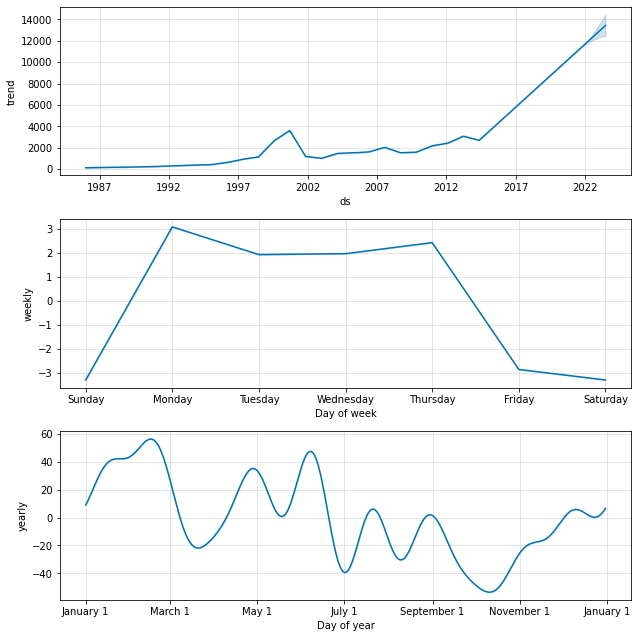 14000
12000
10000
8000
6000
4000
2000
0
trend
1987 1992 1997 2002 2007 2012 2017 2022
ds
3
2
1
0
−1
−2
−3
weekly
Sunday Monday Tuesday Wednesday Thursday Friday Saturday
Day of week
60
40
20
0
−20
−40
yearly
January 1 March 1 May 1 July 1 September 1 November 1 January 1
Day of year